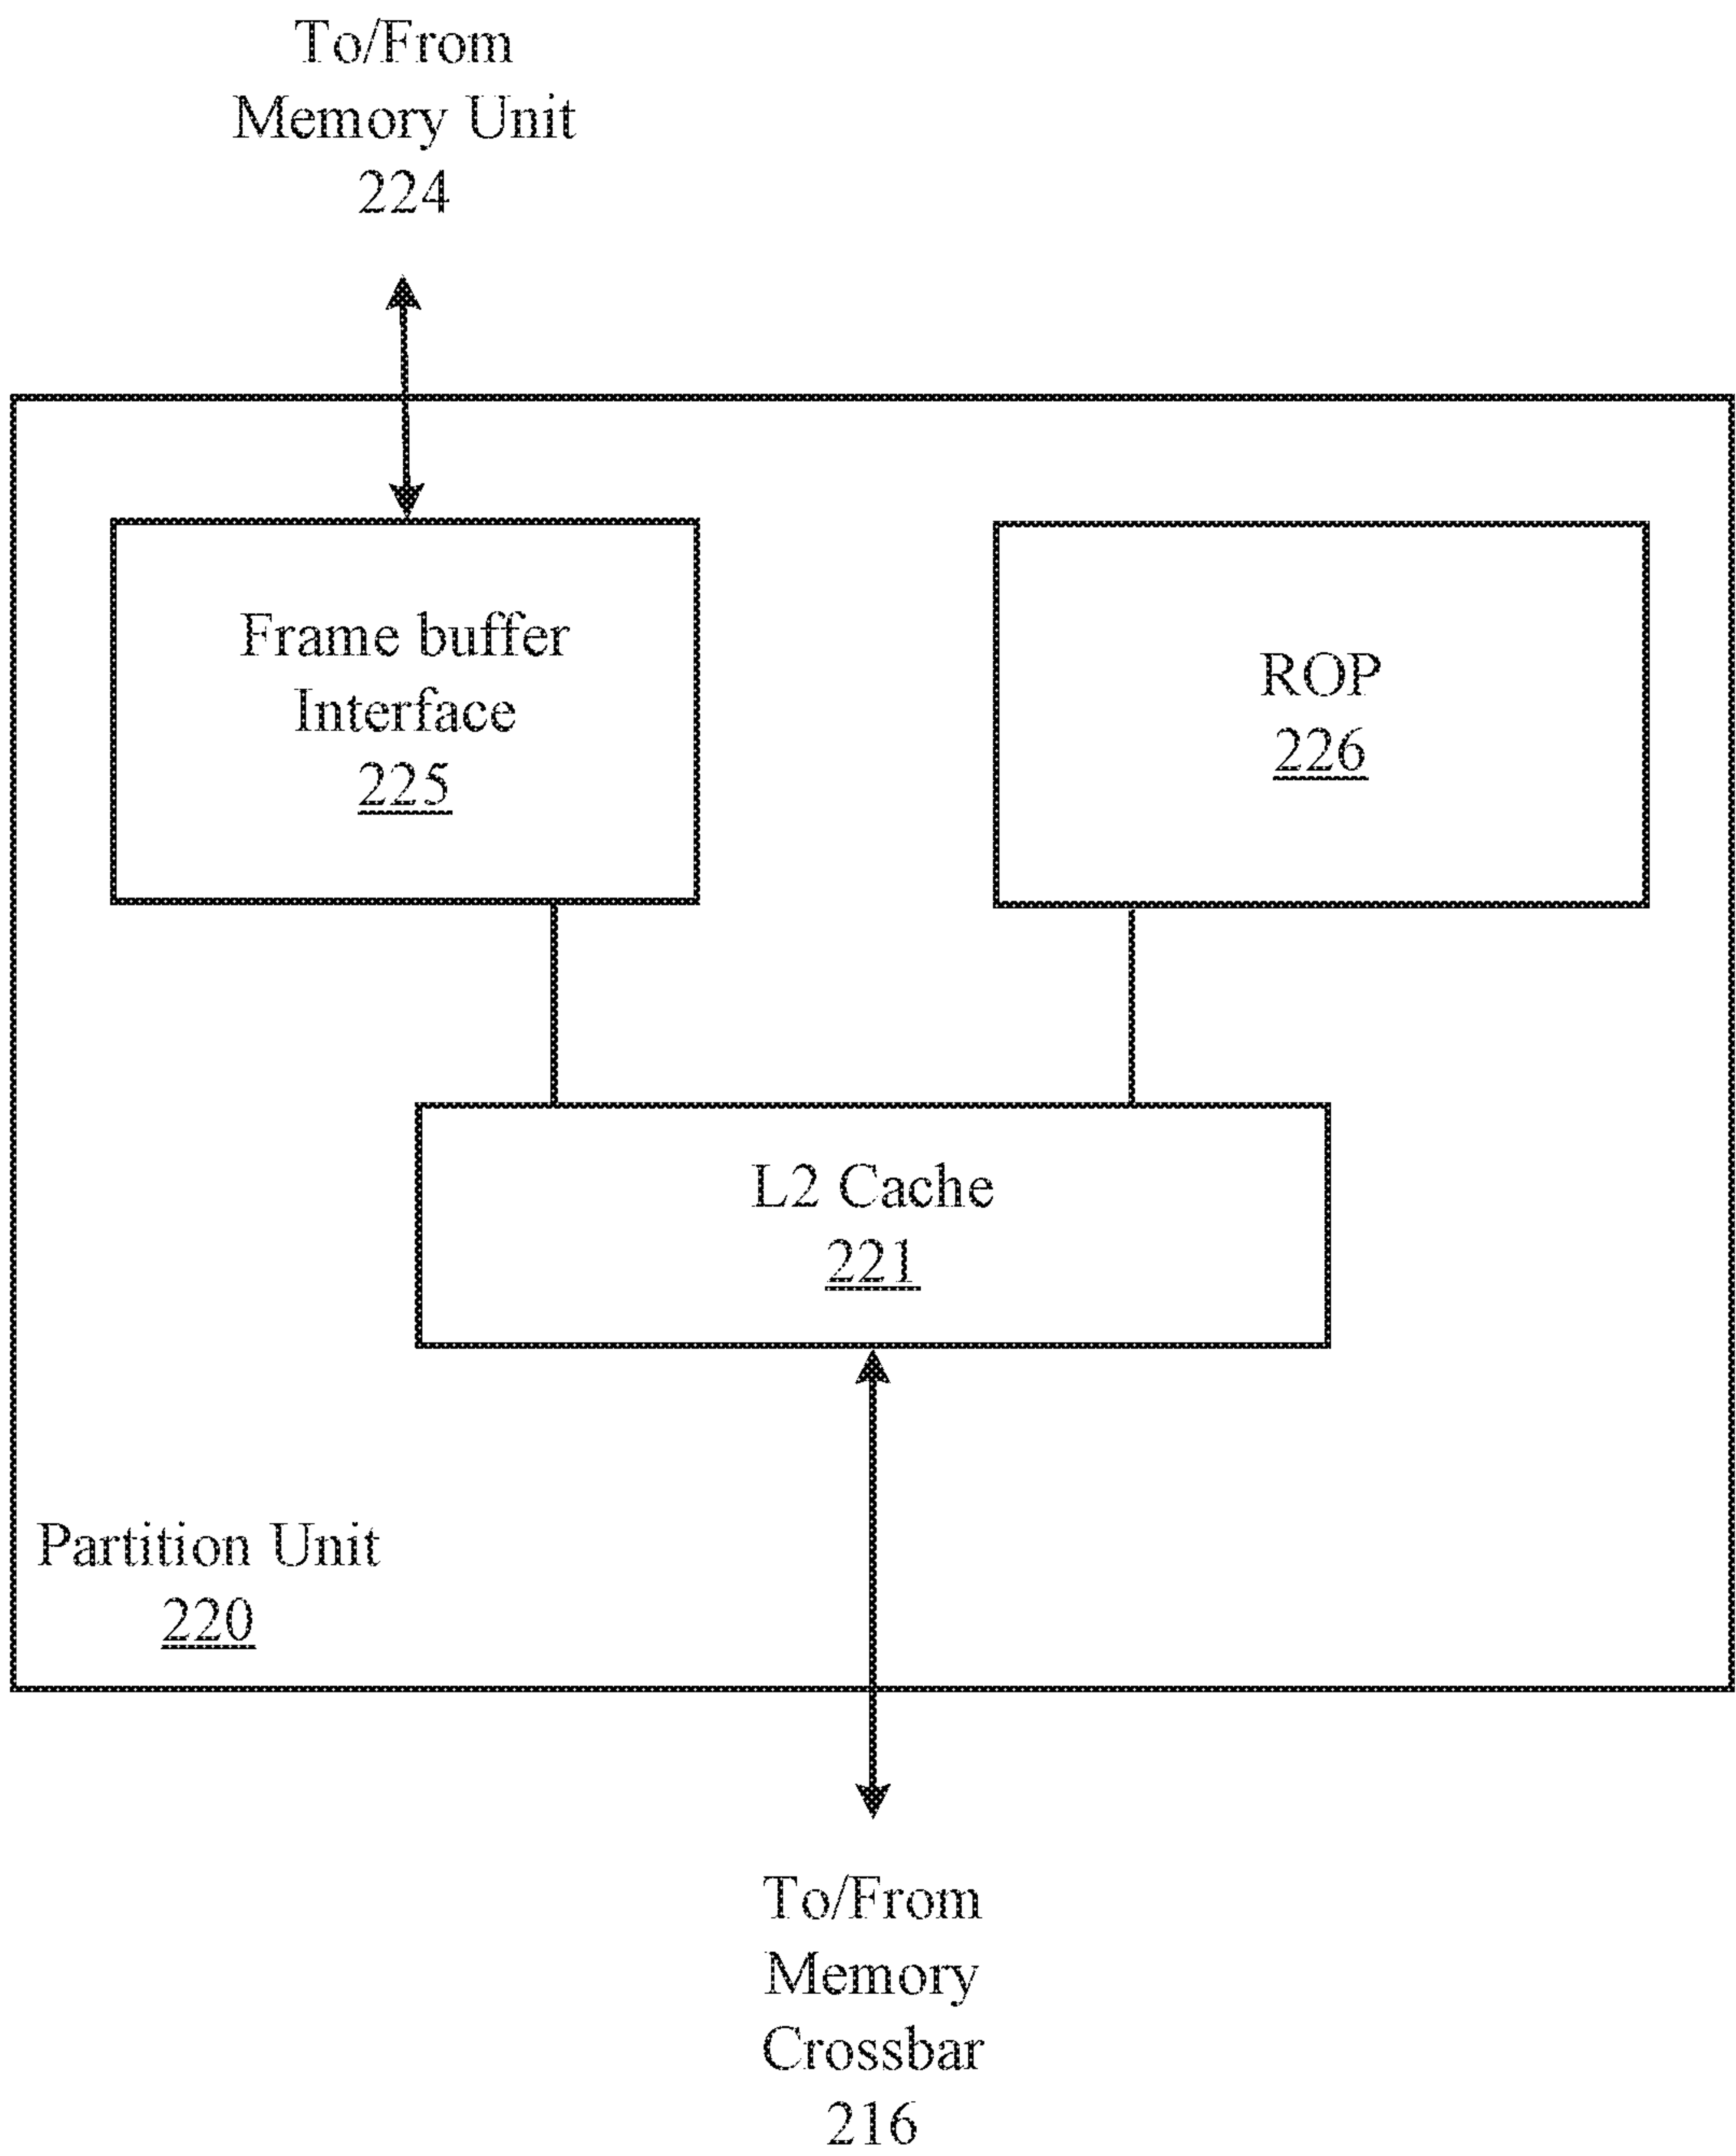 To/From
Memory Unit
224
Frame buffer
Interface
225
ROP
226
L2 Cache
221
Partition Unit
220
To/From
Memory
Crossbar
216